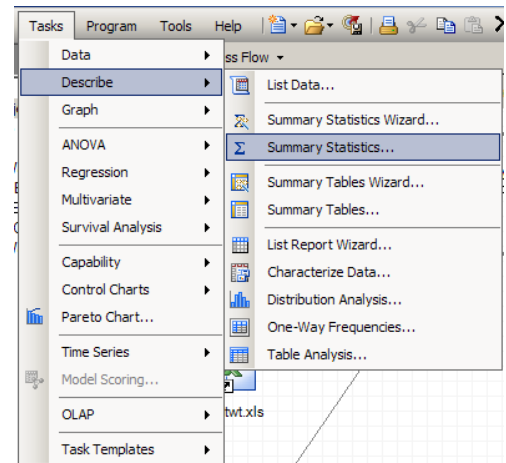 Tasks Program Tools Help
ss Flow
Data
Describe
Graph
ANOVA
Regression
Multivariate
Survival Analysis
Capability
Control Charts
Pareto Chart...
Time Series
Model Scoring...
OLAP
Task Templates
List Data...
Summary Statistics Wizard...
Σ Summary Statistics...
Summary Tables Wizard...
Summary Tables...
List Report Wizard...
Characterize Data...
Distribution Analysis...
One-Way Frequencies...
Table Analysis...
twt.xls